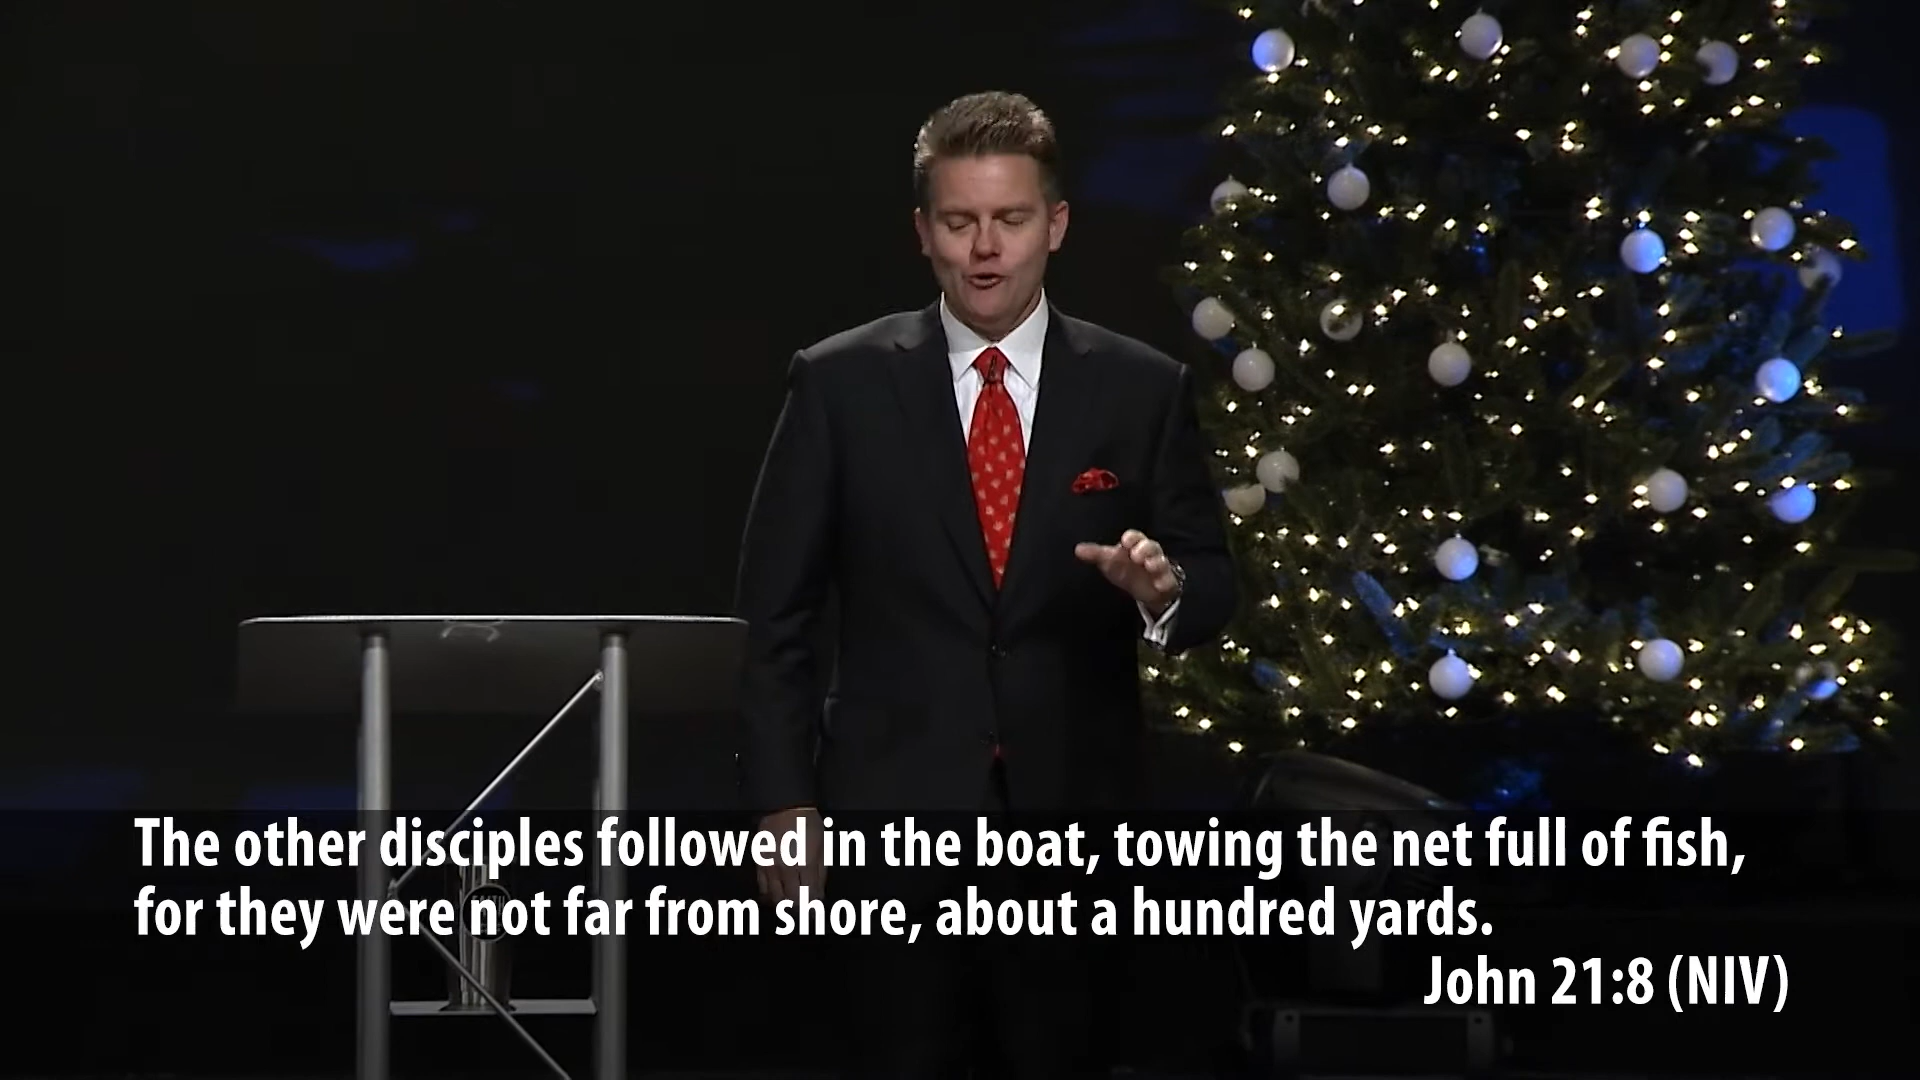 The other disciples followed in the boat, towing the net full of fish,
for they were not far from shore, about a hundred yards.
John 21:8 (NIV)